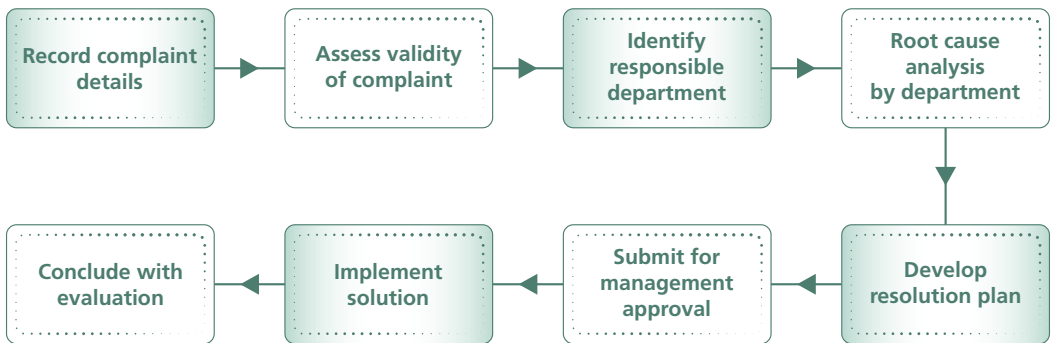 Record complaint
details
Assess validity
of complaint
Identify
responsible
department
Root cause
analysis
by department
Develop
resolution plan
Submit for
management
approval
Implement
solution
Conclude with
evaluation